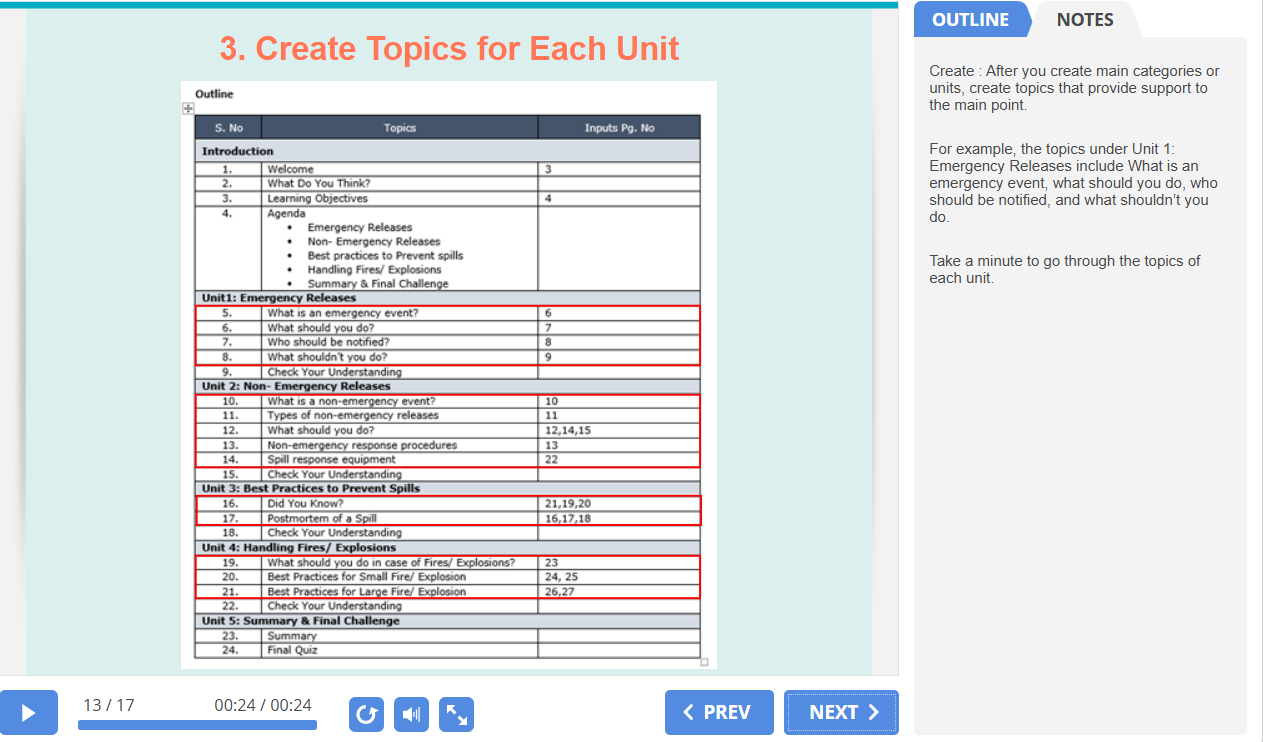 3. Create Topics for Each Unit
Outline
S. No Topics Inputs Pg. No
Introduction
1. Welcome 3
2. What Do You Think?
3. Learning Objectives 4
4. Agenda
• Emergency Releases
• Non- Emergency Releases
• Best practices to Prevent spills
• Handling Fires/ Explosions
• Summary & Final Challenge
Unit1: Emergency Releases
5. What is an emergency event? 6
6. What should you do? 7
7. Who should be notified? 8
8. What shouldn't you do? 9
9. Check Your Understanding
Unit 2: Non- Emergency Releases
10. What is a non-emergency event? 10
11. Types of non-emergency releases 11
12. What should you do? 12,14,15
13. Non-emergency response procedures 13
14. Spill response equipment 22
15. Check Your Understanding
Unit 3: Best Practices to Prevent Spills
16. Did You Know? 21,19,20
17. Postmortem of a Spill 16,17,18
18. Check Your Understanding
Unit 4: Handling Fires/ Explosions
19. What should you do in case of Fires/ Explosions? 23
20. Best Practices for Small Fire/ Explosion 24, 25
21. Best Practices for Large Fire/ Explosion 26,27
22. Check Your Understanding
Unit 5: Summary & Final Challenge
23. Summary
24. Final Quiz
13 / 17 00:24 / 00:24
PREV NEXT
OUTLINE NOTES
Create : After you create main categories or
units, create topics that provide support to
the main point.
For example, the topics under Unit 1:
Emergency Releases include What is an
emergency event, what should you do, who
should be notified, and what shouldn't you
do.
Take a minute to go through the topics of
each unit.